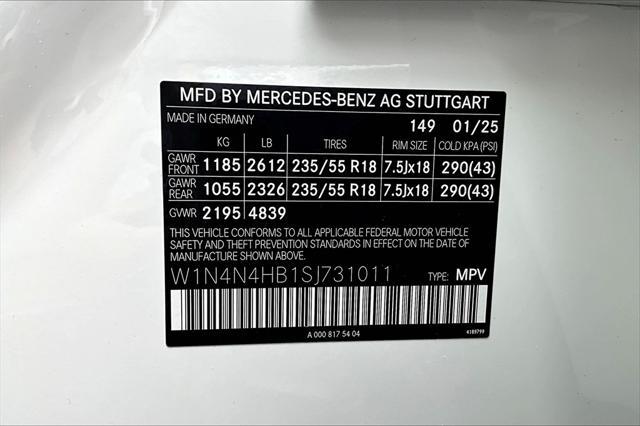 MFD BY MERCEDES-BENZ AG STUTTGART
MADE IN GERMANY 149 01/25
KG LB TIRES RIM SIZE COLD KPA (PSI)
GAWR FRONT 1185 2612 235/55 R18 7.5Jx18 290(43)
GAWR REAR 1055 2326 235/55 R18 7.5Jx18 290(43)
GVWR 2195 4839
THIS VEHICLE CONFORMS TO ALL APPLICABLE FEDERAL MOTOR VEHICLE
SAFETY AND THEFT PREVENTION STANDARDS IN EFFECT ON THE DATE OF
MANUFACTURE SHOWN ABOVE.
W1N4N4HB1SJ731011 TYPE: MPV
A 000 817 54 04 4189799